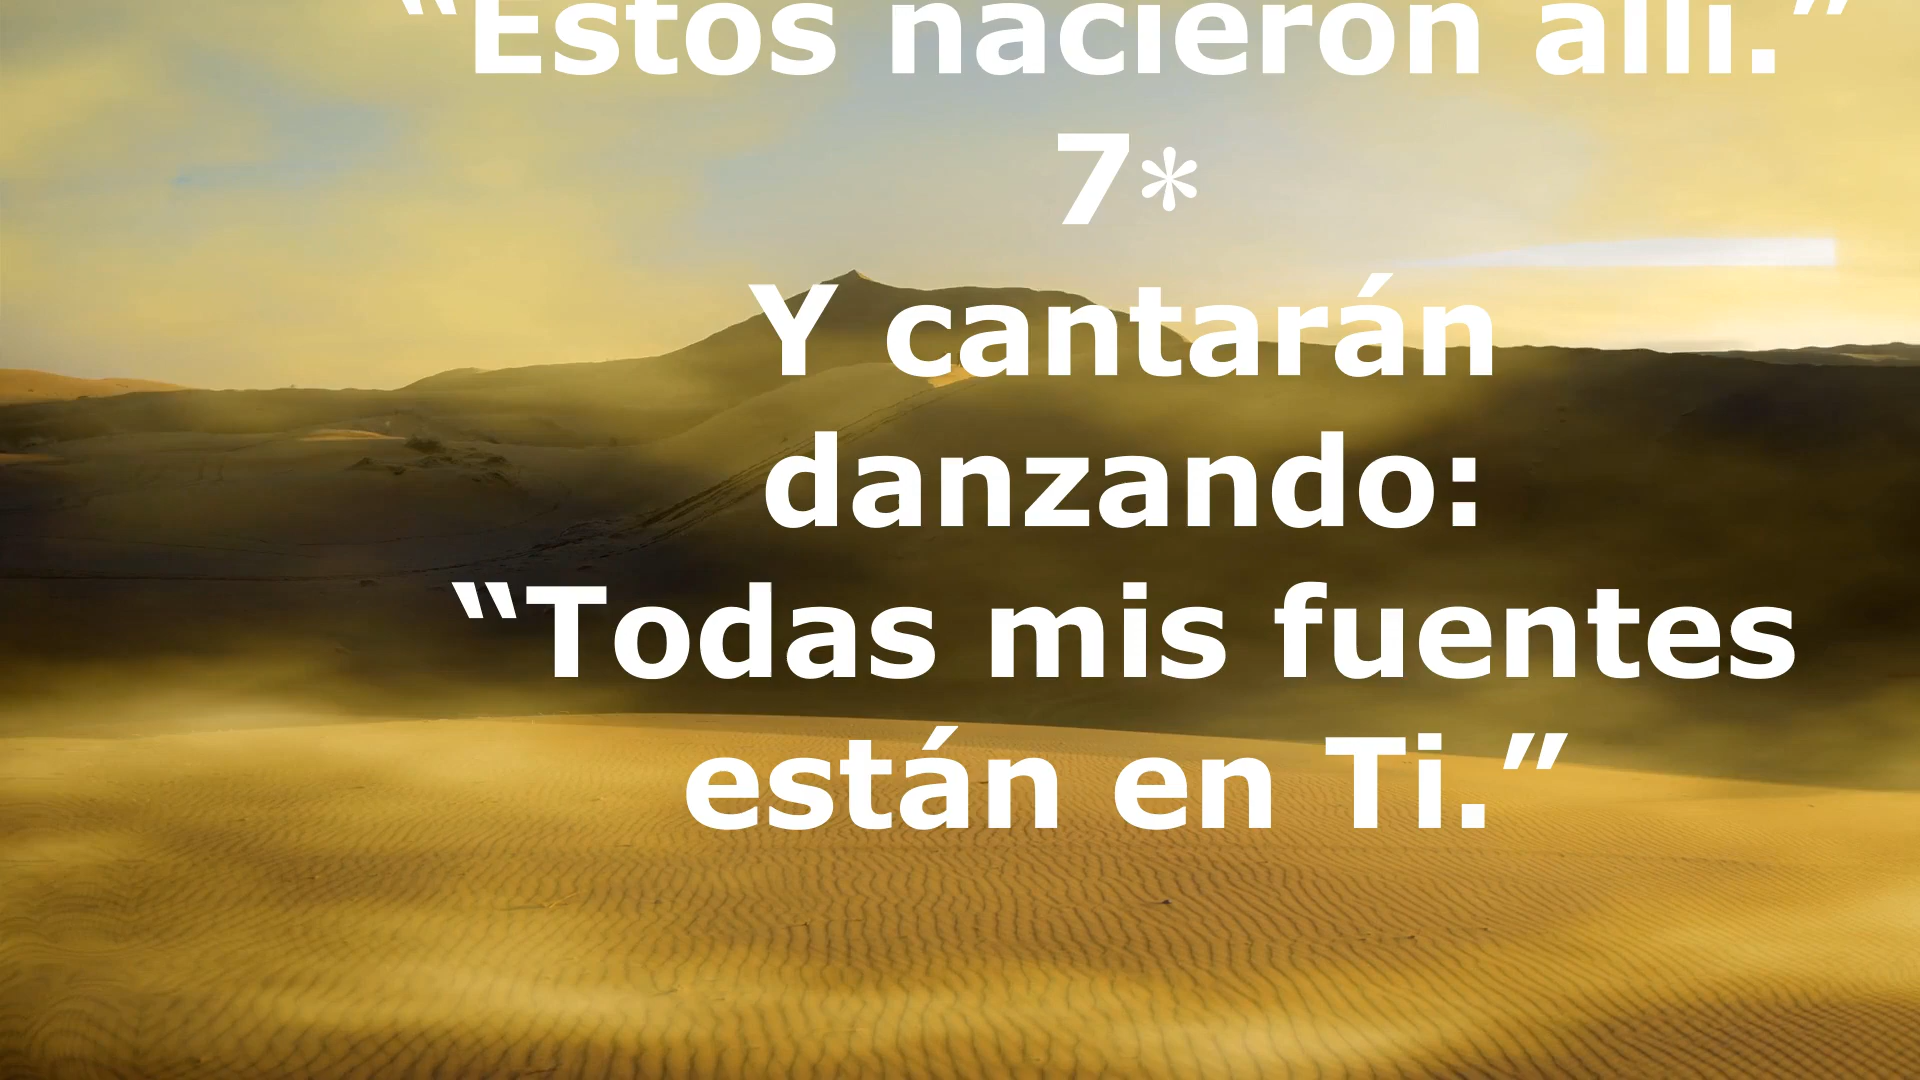 “Estos nacieron allí.”
7*
Y cantarán
danzando:
“Todas mis fuentes
están en Ti.”